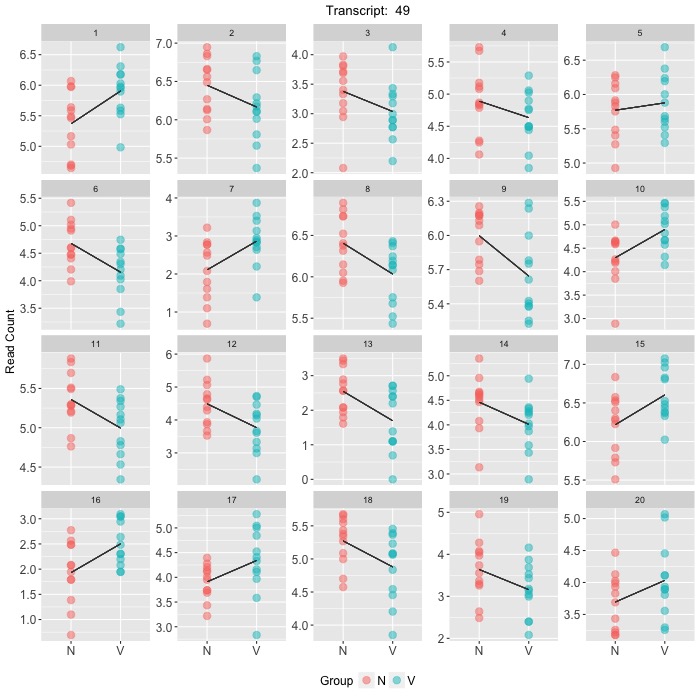 Transcript: 49
1 2 3 4 5
6.5 7.0 4.0 5.5 6.5
6.0 6.5 3.5 5.0 6.0
5.5 6.0 3.0 4.5 5.5
5.0 5.5 2.5 4.0 5.0
2.0
6 7 8 9 10
5.5 4 6.5 6.3 5.5
5.0 3 6.0 6.0 5.0
4.5 2 5.5 5.7 4.5
4.0 1 5.4 4.0
3.5 3.5
3.0
Read Count
11 12 13 14 15
5.5 6 3 5.0 7.0
5.0 5 2 4.5 6.5
4.5 4 1 4.0 6.0
3 0 3.5 5.5
3.0
16 17 18 19 20
3.0 5.0 5.5 5 5.0
2.5 4.5 5.0 4 4.5
2.0 4.0 4.5 3 4.0
1.5 3.5 4.0 2 3.5
1.0 3.0
N V N V N V N V N V
Group N V